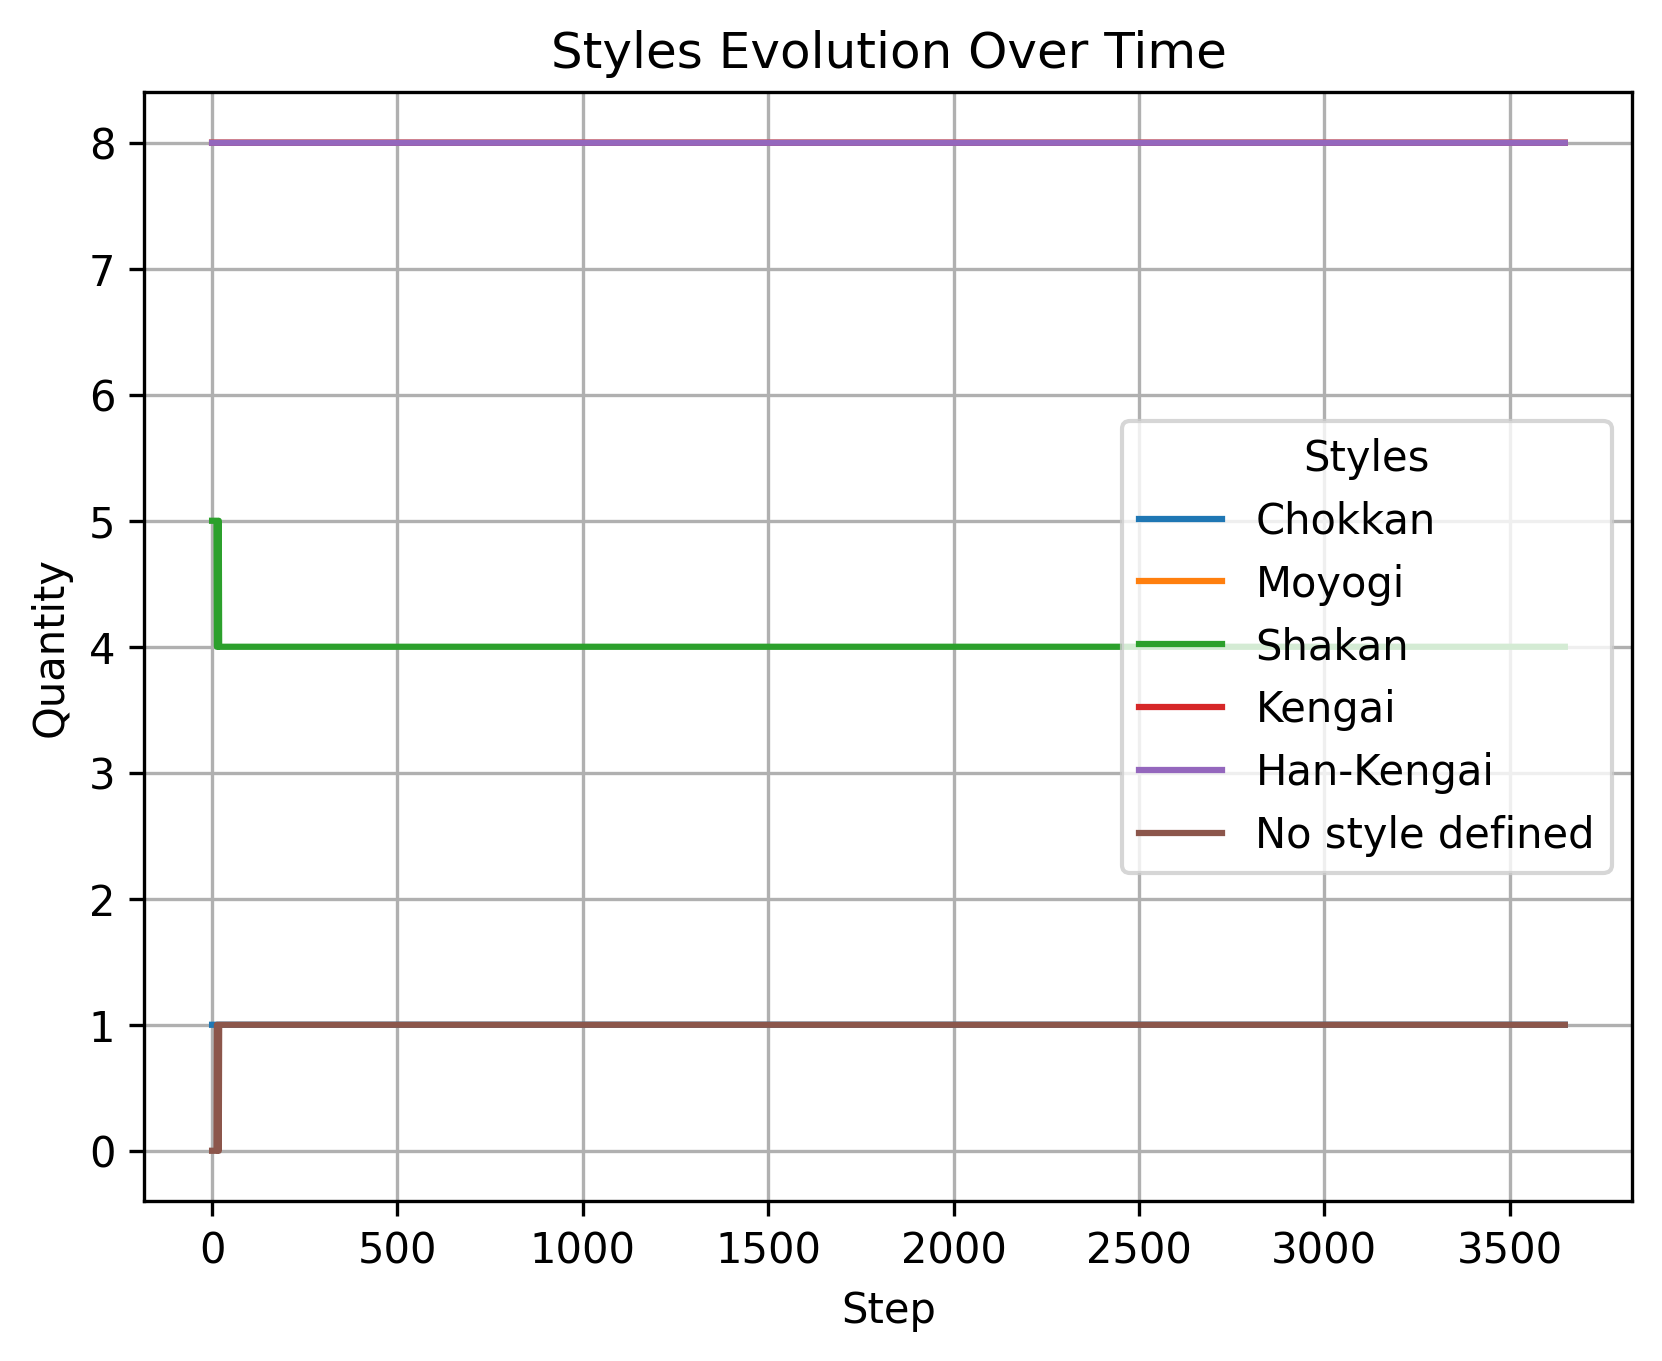 Styles Evolution Over Time
8
7
6
5
4
3
2
1
0
Quantity
Styles
Chokkan
Moyogi
Shakan
Kengai
Han-Kengai
No style defined
0 500 1000 1500 2000 2500 3000 3500
Step